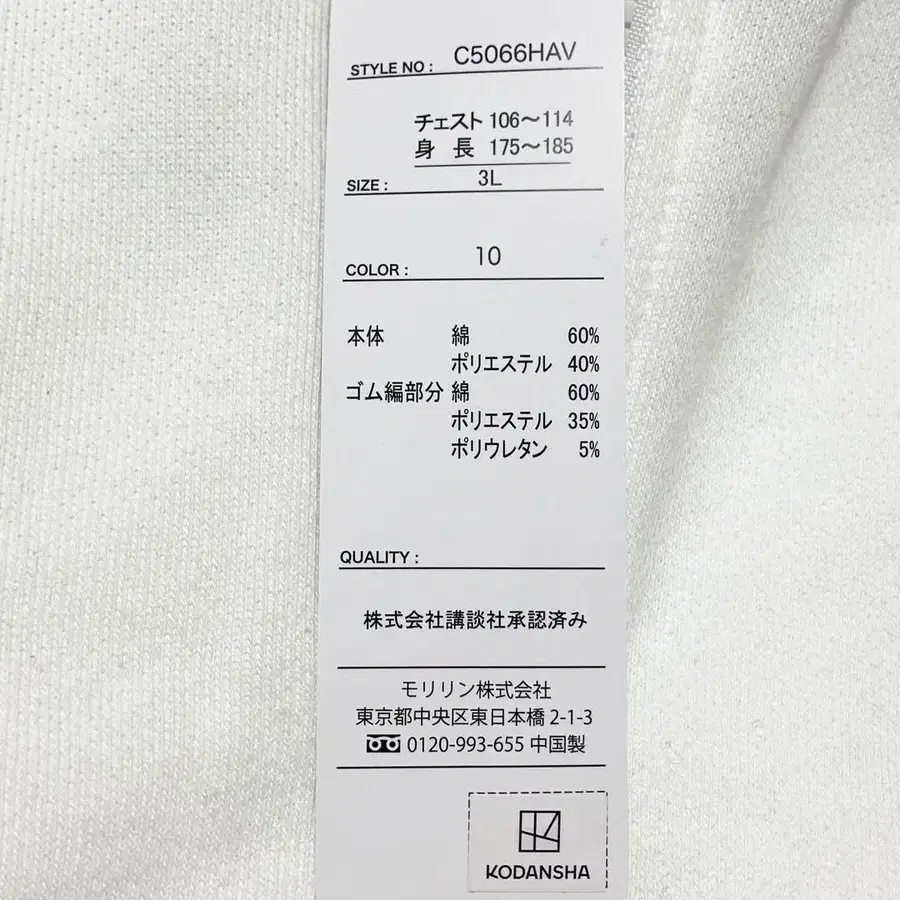 STYLE NO : C5066HAV
チェスト 106～114
身 長 175～185
SIZE : 3L
COLOR : 10
本体 綿 60%
ポリエステル 40%
ゴム編部分 綿 60%
ポリエステル 35%
ポリウレタン 5%
QUALITY :
株式会社講談社承認済み
モリリン株式会社
東京都中央区東日本橋 2-1-3
0120-993-655 中国製
KODANSHA